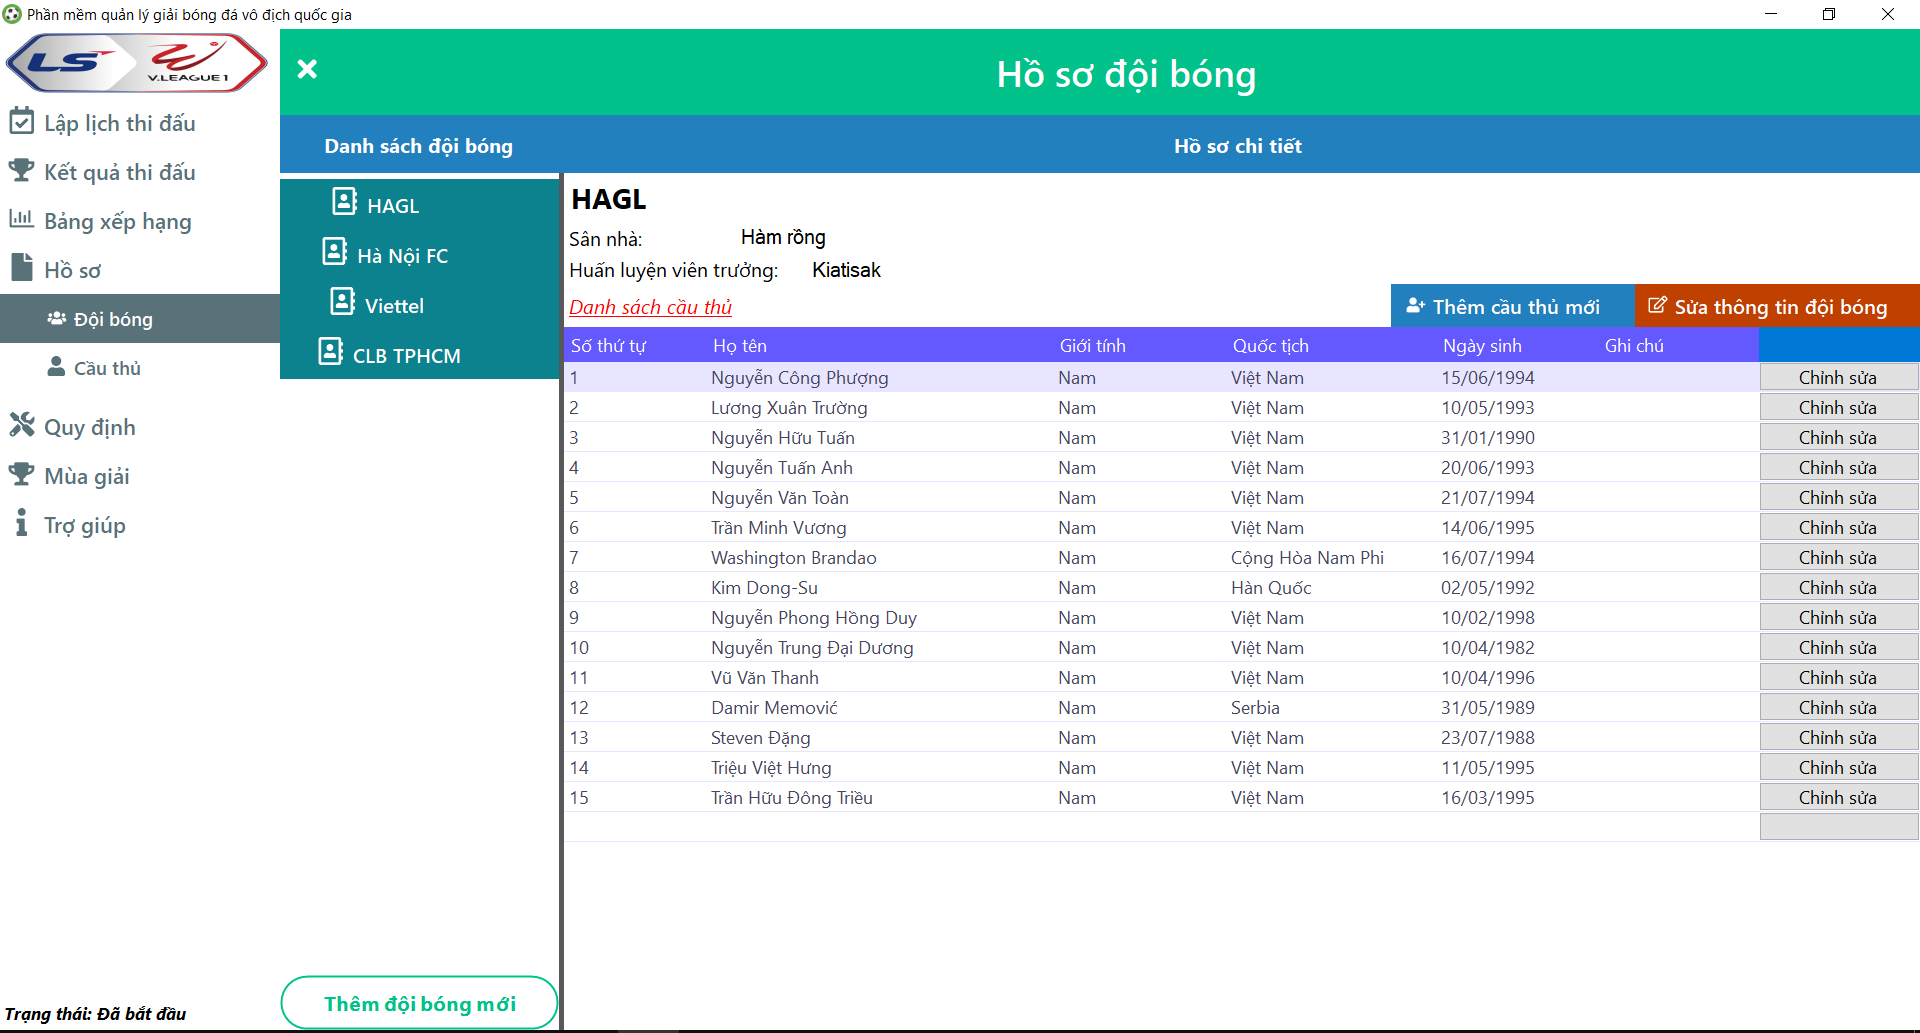 Phần mềm quản lý giải bóng đá vô địch quốc gia
LS V.LEAGUE 1
Lập lịch thi đấu
Kết quả thi đấu
Bảng xếp hạng
Hồ sơ
Đội bóng
Cầu thủ
Quy định
Mùa giải
Trợ giúp
Trạng thái: Đã bắt đầu
Hồ sơ đội bóng
Danh sách đội bóng
Hồ sơ chi tiết
HAGL
Hà Nội FC
Viettel
CLB TPHCM
Thêm đội bóng mới
HAGL
Sân nhà: Hàm rồng
Huấn luyện viên trưởng: Kiatisak
Danh sách cầu thủ
Thêm cầu thủ mới
Sửa thông tin đội bóng
Số thứ tự Họ tên Giới tính Quốc tịch Ngày sinh Ghi chú
1 Nguyễn Công Phượng Nam Việt Nam 15/06/1994 Chỉnh sửa
2 Lương Xuân Trường Nam Việt Nam 10/05/1993 Chỉnh sửa
3 Nguyễn Hữu Tuấn Nam Việt Nam 31/01/1990 Chỉnh sửa
4 Nguyễn Tuấn Anh Nam Việt Nam 20/06/1993 Chỉnh sửa
5 Nguyễn Văn Toàn Nam Việt Nam 21/07/1994 Chỉnh sửa
6 Trần Minh Vương Nam Việt Nam 14/06/1995 Chỉnh sửa
7 Washington Brandao Nam Cộng Hòa Nam Phi 16/07/1994 Chỉnh sửa
8 Kim Dong-Su Nam Hàn Quốc 02/05/1992 Chỉnh sửa
9 Nguyễn Phong Hồng Duy Nam Việt Nam 10/02/1998 Chỉnh sửa
10 Nguyễn Trung Đại Dương Nam Việt Nam 10/04/1982 Chỉnh sửa
11 Vũ Văn Thanh Nam Việt Nam 10/04/1996 Chỉnh sửa
12 Damir Memović Nam Serbia 31/05/1989 Chỉnh sửa
13 Steven Đặng Nam Việt Nam 23/07/1988 Chỉnh sửa
14 Triệu Việt Hưng Nam Việt Nam 11/05/1995 Chỉnh sửa
15 Trần Hữu Đông Triều Nam Việt Nam 16/03/1995 Chỉnh sửa